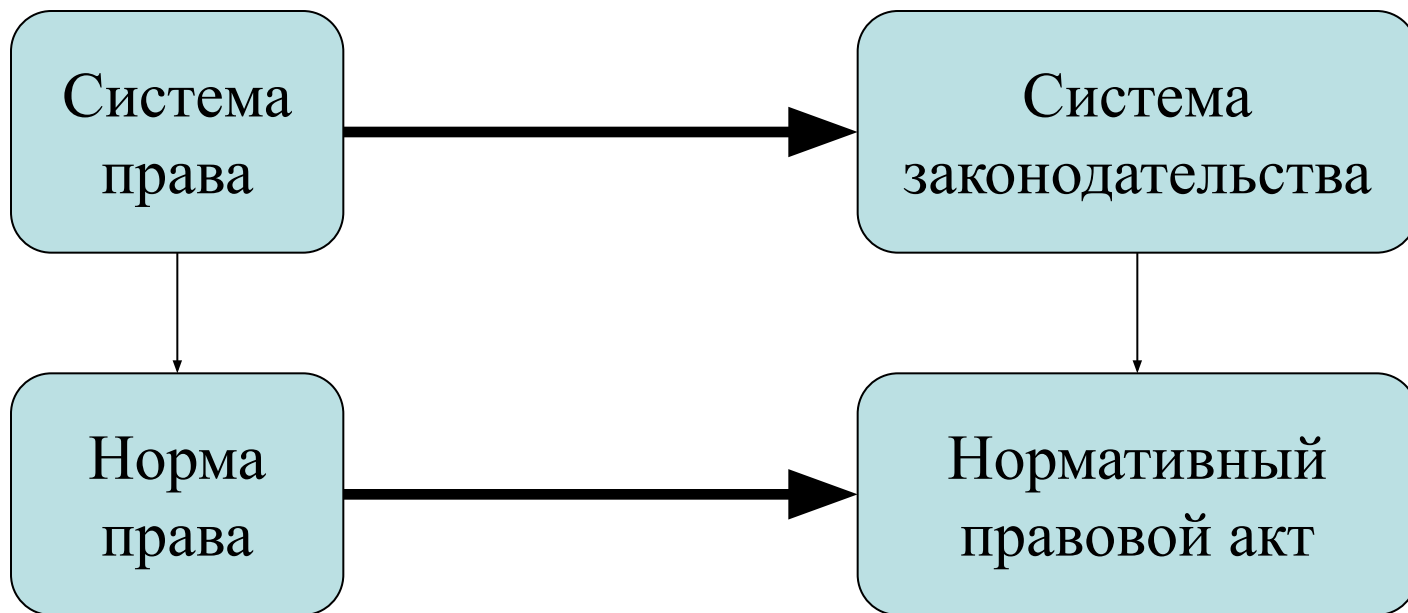 Система
права
Система
законодательства
Норма
права
Нормативный
правовой акт